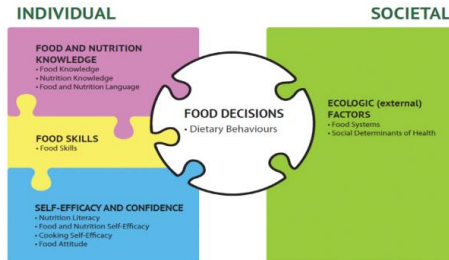 INDIVIDUAL
SOCIETAL
FOOD AND NUTRITION
KNOWLEDGE
• Food Knowledge
• Nutrition Knowledge
• Food and Nutrition Language
FOOD SKILLS
• Food Skills
SELF-EFFICACY AND CONFIDENCE
• Nutrition Literacy
• Food and Nutrition Self-Efficacy
• Cooking Self-Efficacy
• Food Attitude
FOOD DECISIONS
• Dietary Behaviours
ECOLOGIC (external)
FACTORS
• Food Systems
• Social Determinants of Health